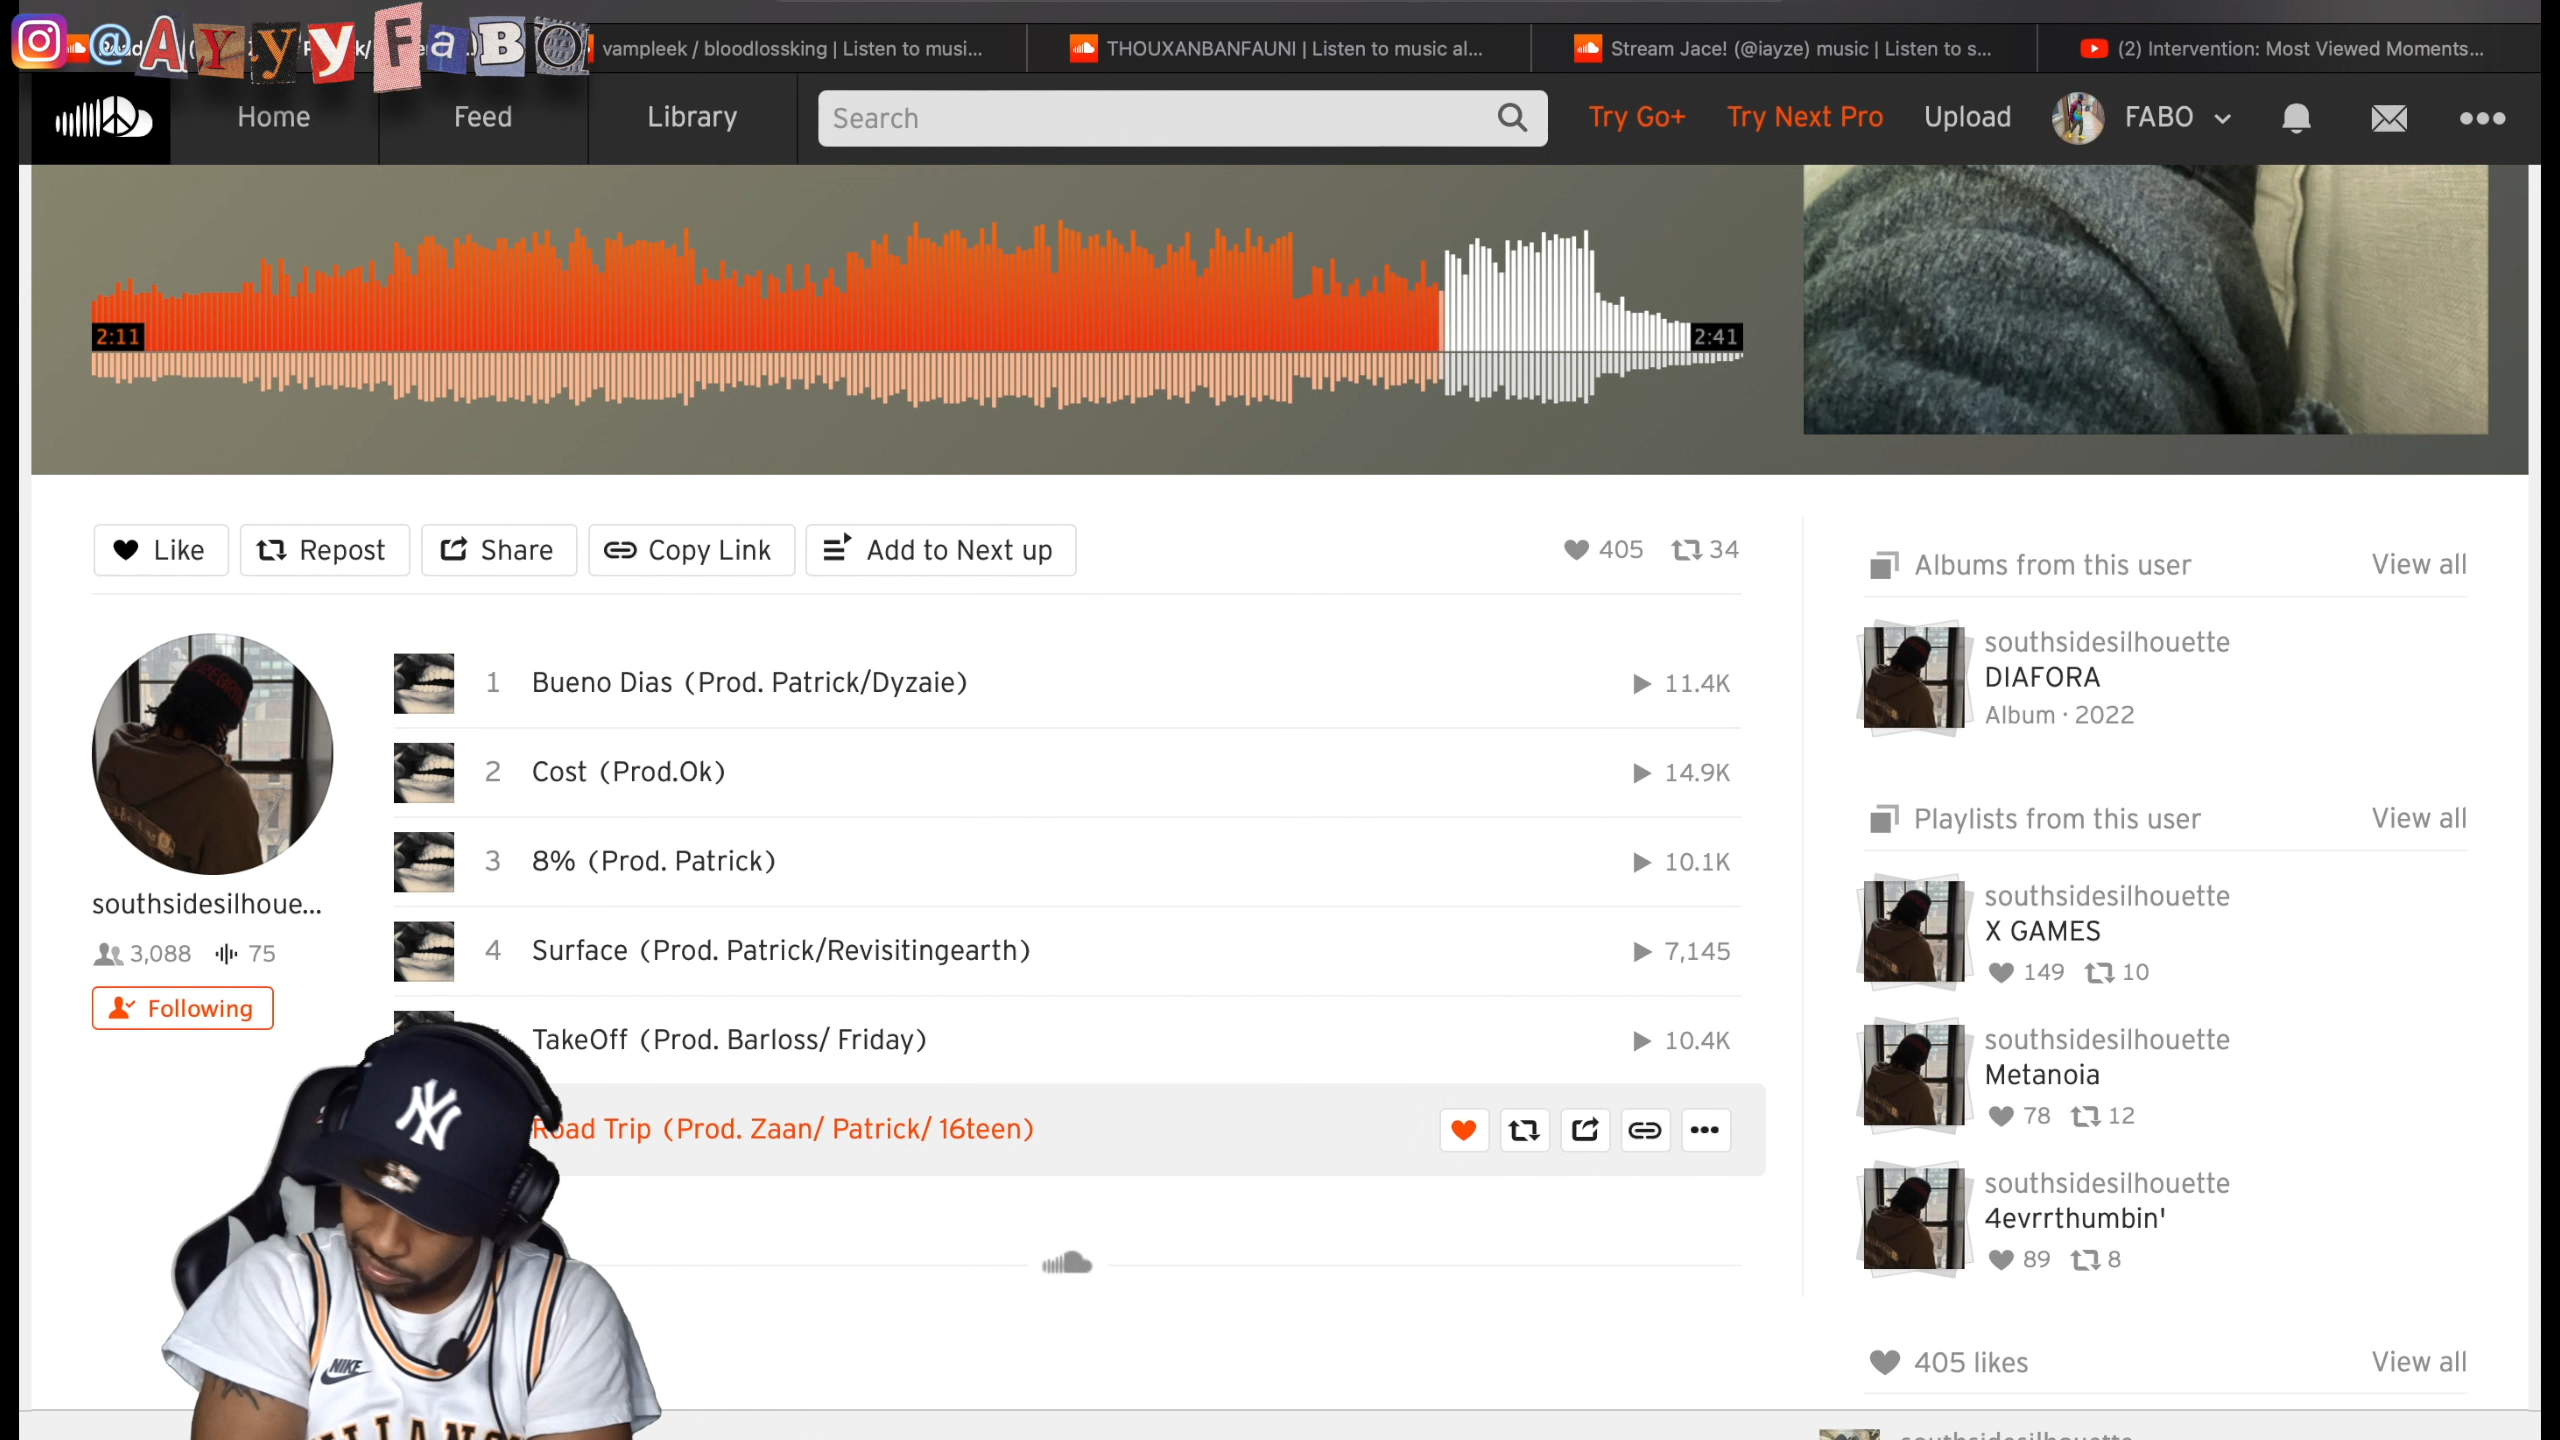 @AyyyFaBO
vampleek / bloodlossking | Listen to musi...
THOUXANBANFAUNI | Listen to music al...
Stream Jace! (@iayze) music | Listen to s...
(2) Intervention: Most Viewed Moments...
Home
Feed
Library
Search
Try Go+
Try Next Pro
Upload
FABO
2:11
2:41
Like
Repost
Share
Copy Link
Add to Next up
405
34
southsidesilhoue...
3,088
75
Following
1 Bueno Dias (Prod. Patrick/Dyzaie) 11.4K
2 Cost (Prod.Ok) 14.9K
3 8% (Prod. Patrick) 10.1K
4 Surface (Prod. Patrick/Revisitingearth) 7,145
TakeOff (Prod. Barloss/ Friday) 10.4K
Road Trip (Prod. Zaan/ Patrick/ 16teen)
Albums from this user View all
southsidesilhouette
DIAFORA
Album · 2022
Playlists from this user View all
southsidesilhouette
X GAMES
149 10
southsidesilhouette
Metanoia
78 12
southsidesilhouette
4evrrthumbin'
89 8
405 likes View all
NY
NIKE